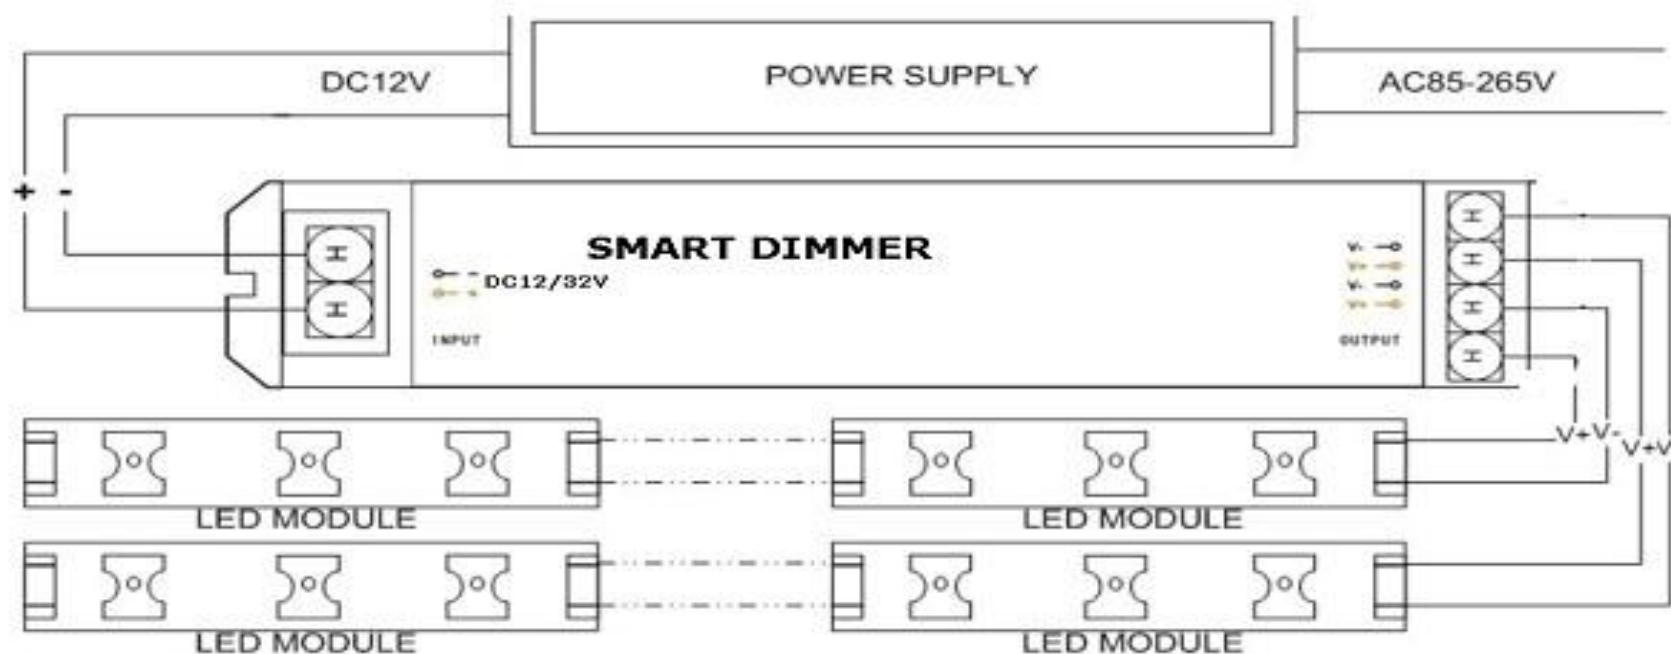 DC12V
POWER SUPPLY
AC85-265V
+ -
SMART DIMMER
DC12/32V
INPUT
V-
V+
V-
V+
OUTPUT
V+V-
V+V
LED MODULE
LED MODULE
LED MODULE
LED MODULE